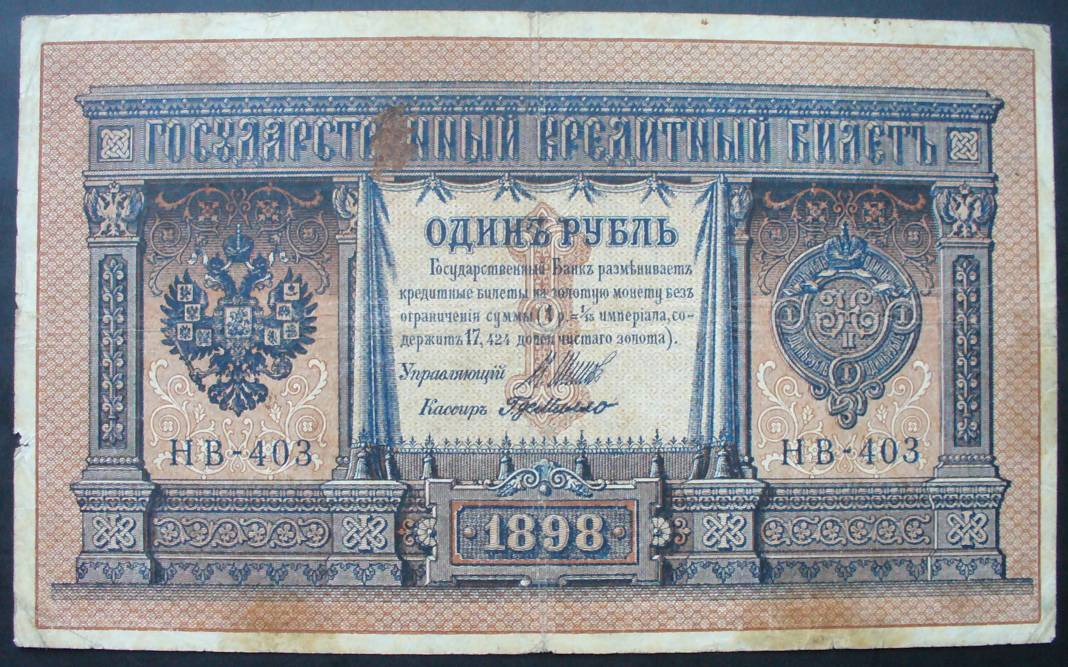 ГОСУДАРСТВЕННЫЙ КРЕДИТНЫЙ БИЛЕТЪ
ОДИНЪ РУБЛЬ
Государственный Банкъ размѣниваетъ
кредитные билеты на золотую монету безъ
ограниченія суммы (1 р. = 1/15 имперіала, со-
держитъ 17,424 долей чистаго золота).
Управляющій
Кассиръ
НВ-403
НВ-403
1898